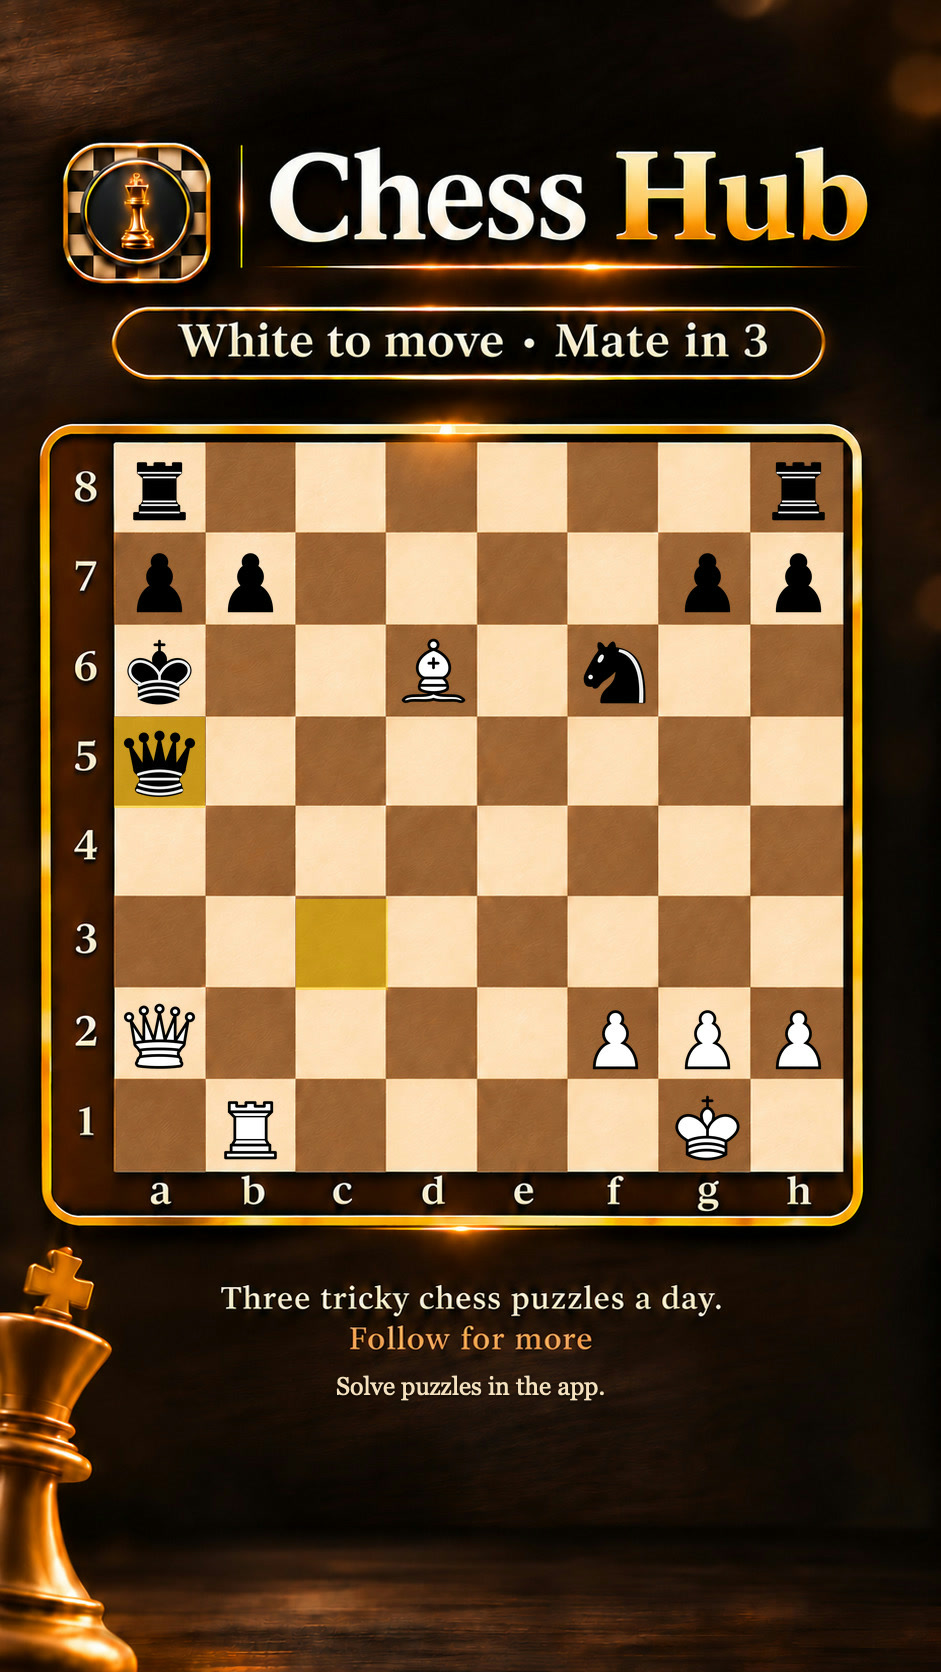 Chess Hub
White to move • Mate in 3
8
7
6
5
4
3
2
1
a b c d e f g h
Three tricky chess puzzles a day.
Follow for more
Solve puzzles in the app.